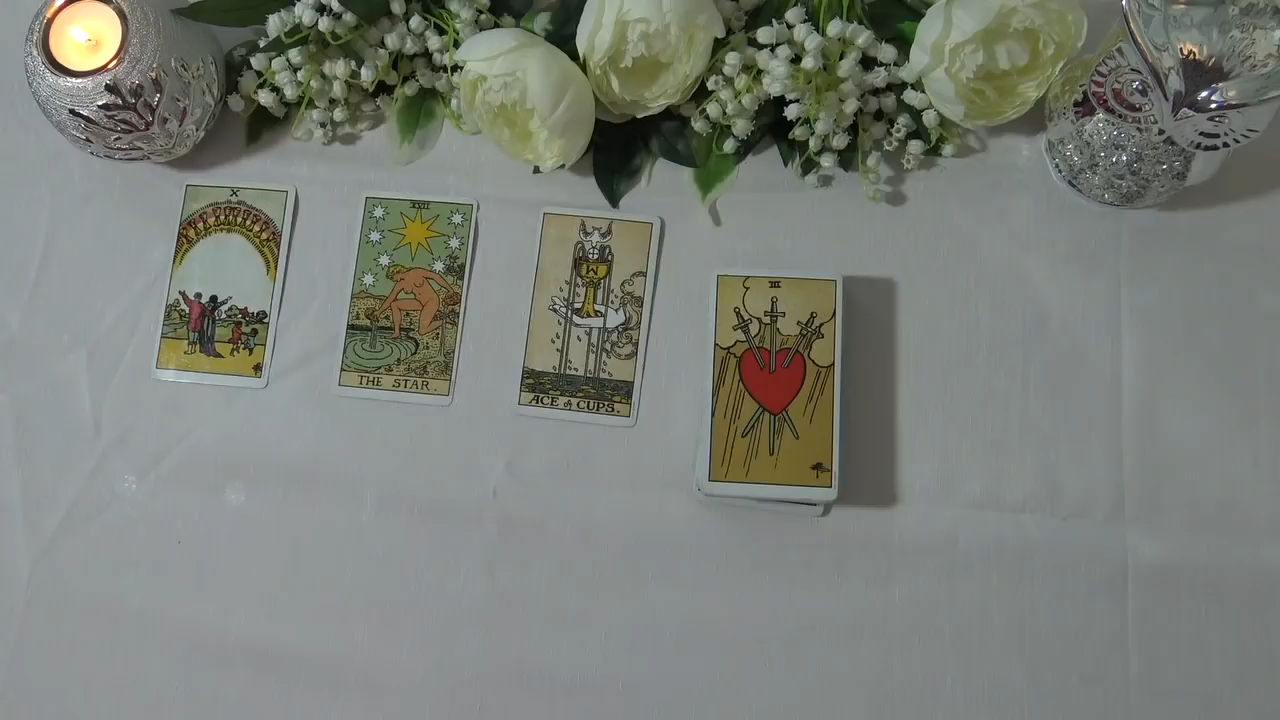 X
XVII
THE STAR.
ACE of CUPS.
III